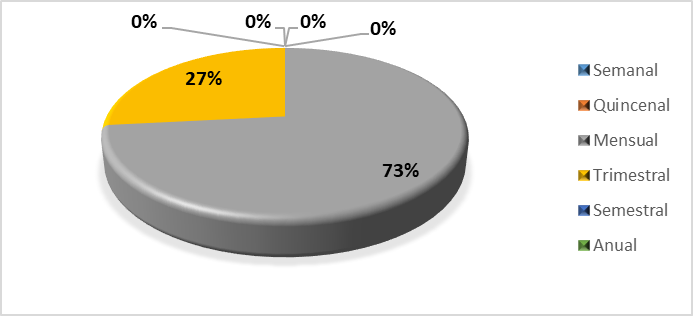 0%
0%
0%
0%
27%
73%
Semanal
Quincenal
Mensual
Trimestral
Semestral
Anual